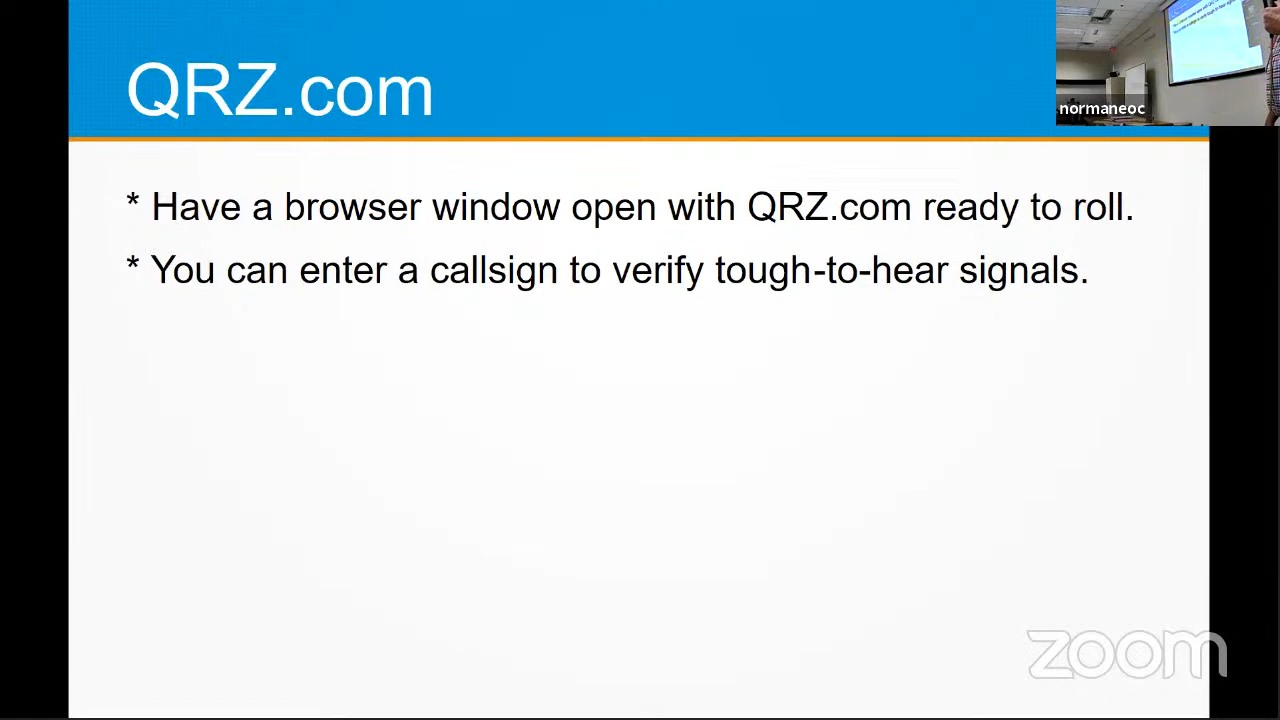 QRZ.com
normaneoc
* Have a browser window open with QRZ.com ready to roll.
* You can enter a callsign to verify tough-to-hear signals.
zoom